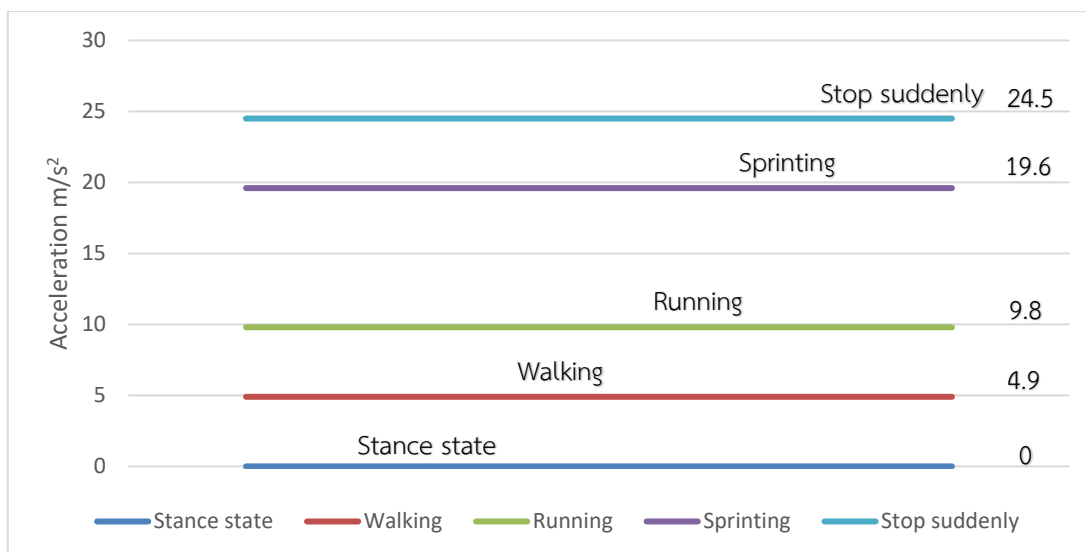 30
Stop suddenly 24.5
25
Sprinting 19.6
20
15
Running 9.8
10
Walking 4.9
5
Stance state 0
0
Acceleration m/s²
Stance state Walking Running Sprinting Stop suddenly